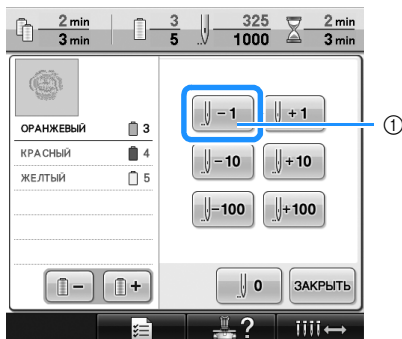 2 min 3 325 2 min
3 min 5 1000 3 min
ОРАНЖЕВЫЙ 3
КРАСНЫЙ 4
ЖЕЛТЫЙ 5
-1 +1
-10 +10
-100 +100
- + 0 ЗАКРЫТЬ
?
①